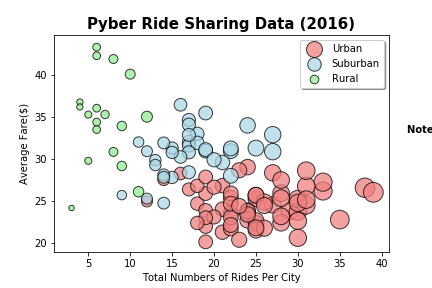 Pyber Ride Sharing Data (2016)
Urban
Suburban
Rural
Average Fare($)
40
35
30
25
20
5 10 15 20 25 30 35 40
Total Numbers of Rides Per City
Note